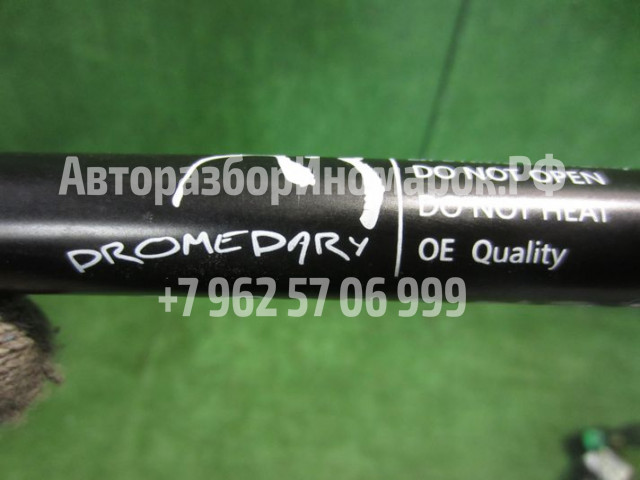 АвторазборИномарок.РФ
DO NOT OPEN
DO NOT HEAT
DROMEDARY
OE Quality
+7 962 57 06 999